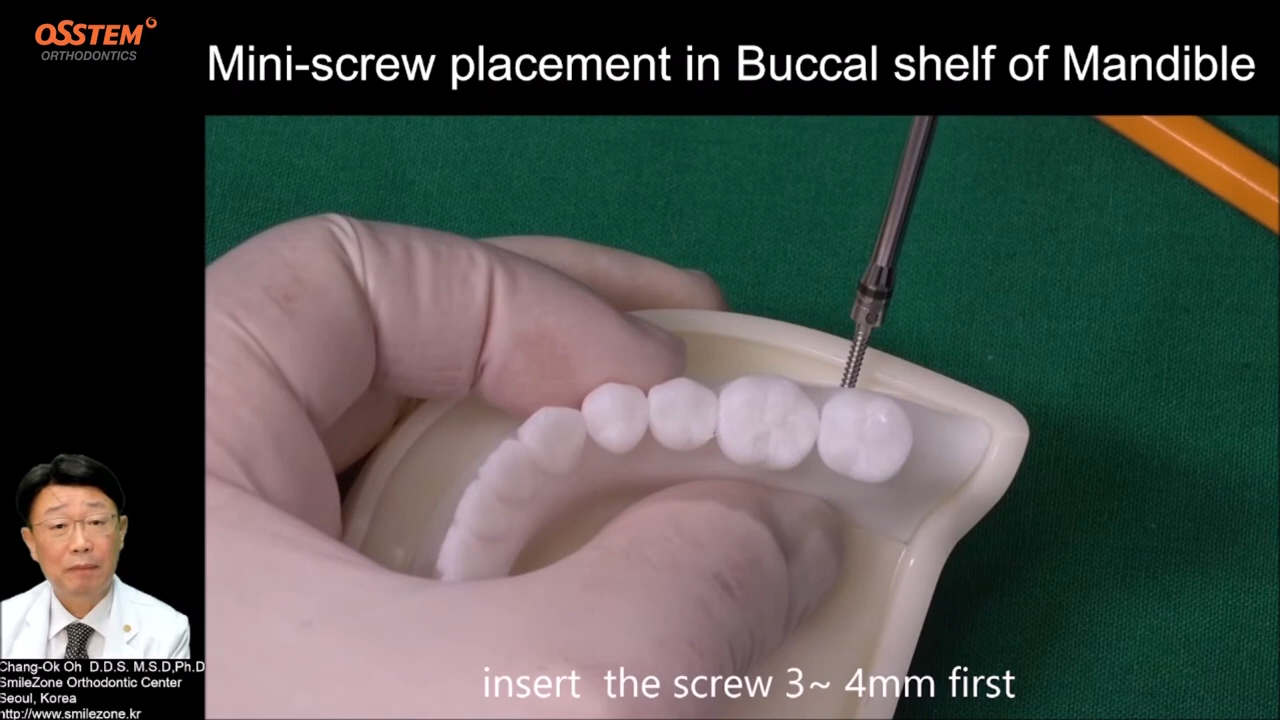 OSSTEM
ORTHODONTICS
Mini-screw placement in Buccal shelf of Mandible
insert the screw 3~ 4mm first
Chang-Ok Oh D.D.S. M.S.D,Ph.D
SmileZone Orthodontic Center
Seoul, Korea
http://www.smilezone.kr